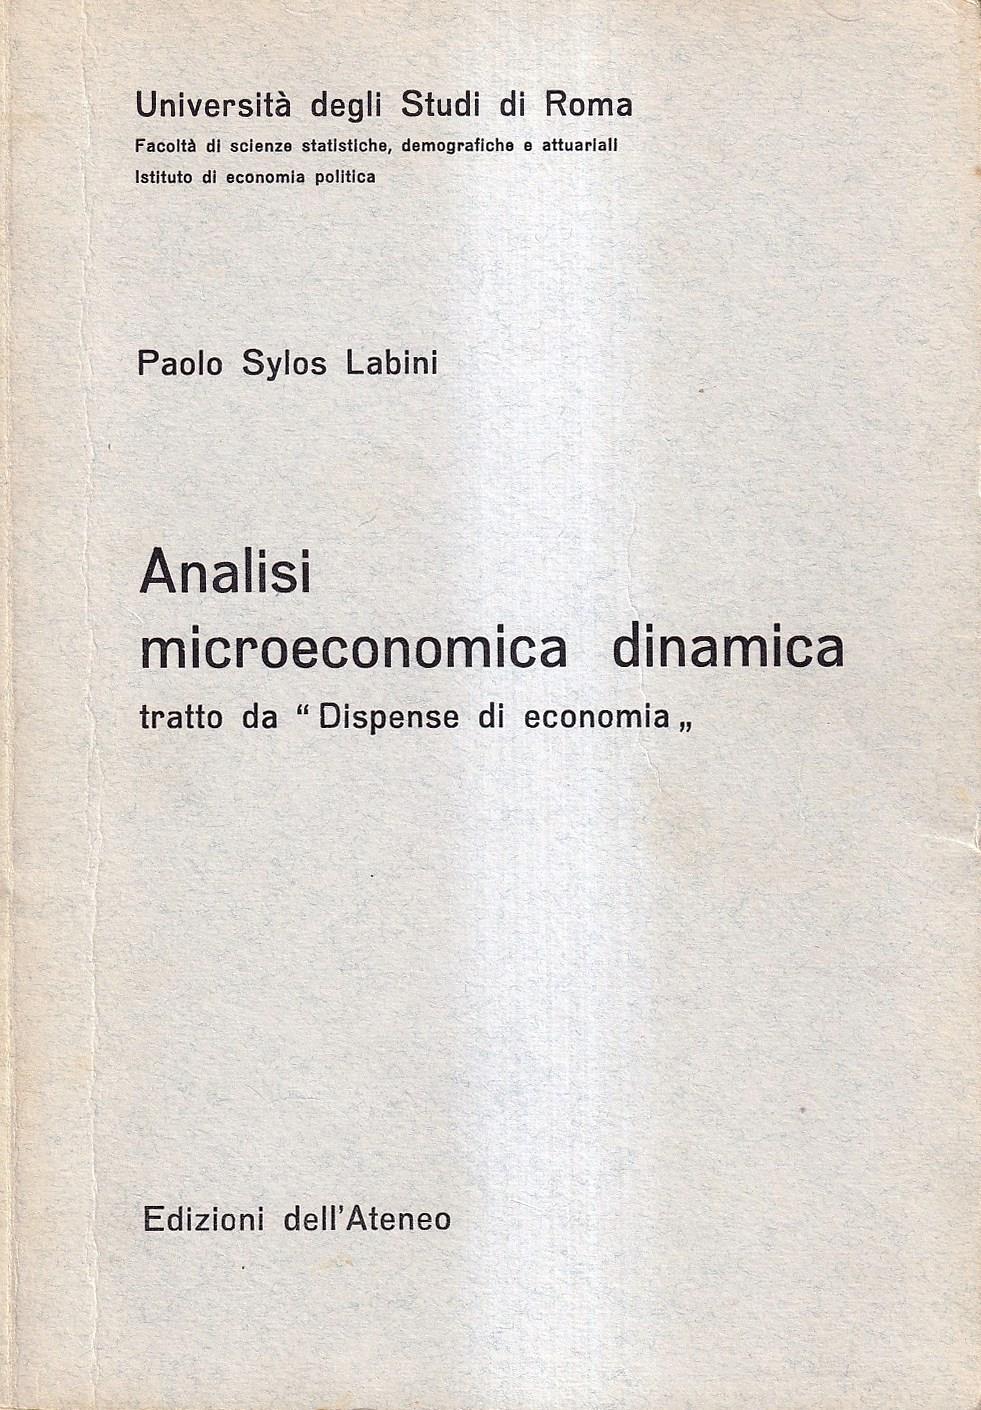 Università degli Studi di Roma
Facoltà di scienze statistiche, demografiche e attuariali
Istituto di economia politica
Paolo Sylos Labini
Analisi
microeconomica dinamica
tratto da “ Dispense di economia „
Edizioni dell'Ateneo